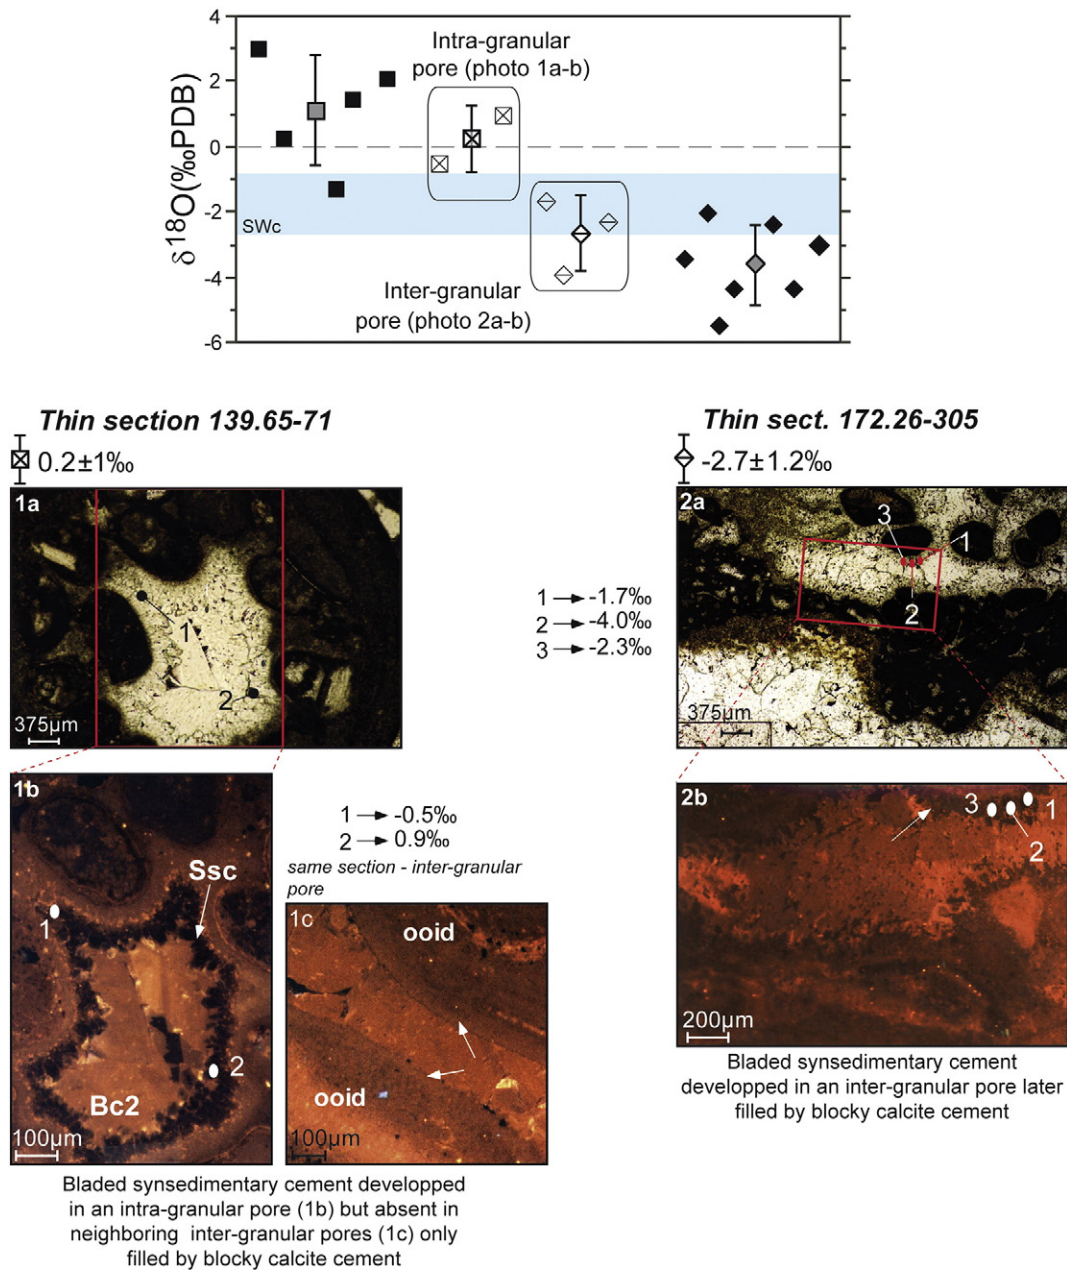 4
2
0
-2
-4
-6
δ18O(‰PDB)
Intra-granular
pore (photo 1a-b)
SWc
Inter-granular
pore (photo 2a-b)
Thin section 139.65-71
0.2±1‰
1a
1
2
375µm
1b
Ssc
1
2
Bc2
100µm
1 → -0.5‰
2 → 0.9‰
same section - inter-granular
pore
1c
ooid
ooid
100µm
Bladed synsedimentary cement developped
in an intra-granular pore (1b) but absent in
neighboring inter-granular pores (1c) only
filled by blocky calcite cement
Thin sect. 172.26-305
-2.7±1.2‰
2a
3
1
2
375µm
1 → -1.7‰
2 → -4.0‰
3 → -2.3‰
2b
3
1
2
200µm
Bladed synsedimentary cement
developped in an inter-granular pore later
filled by blocky calcite cement